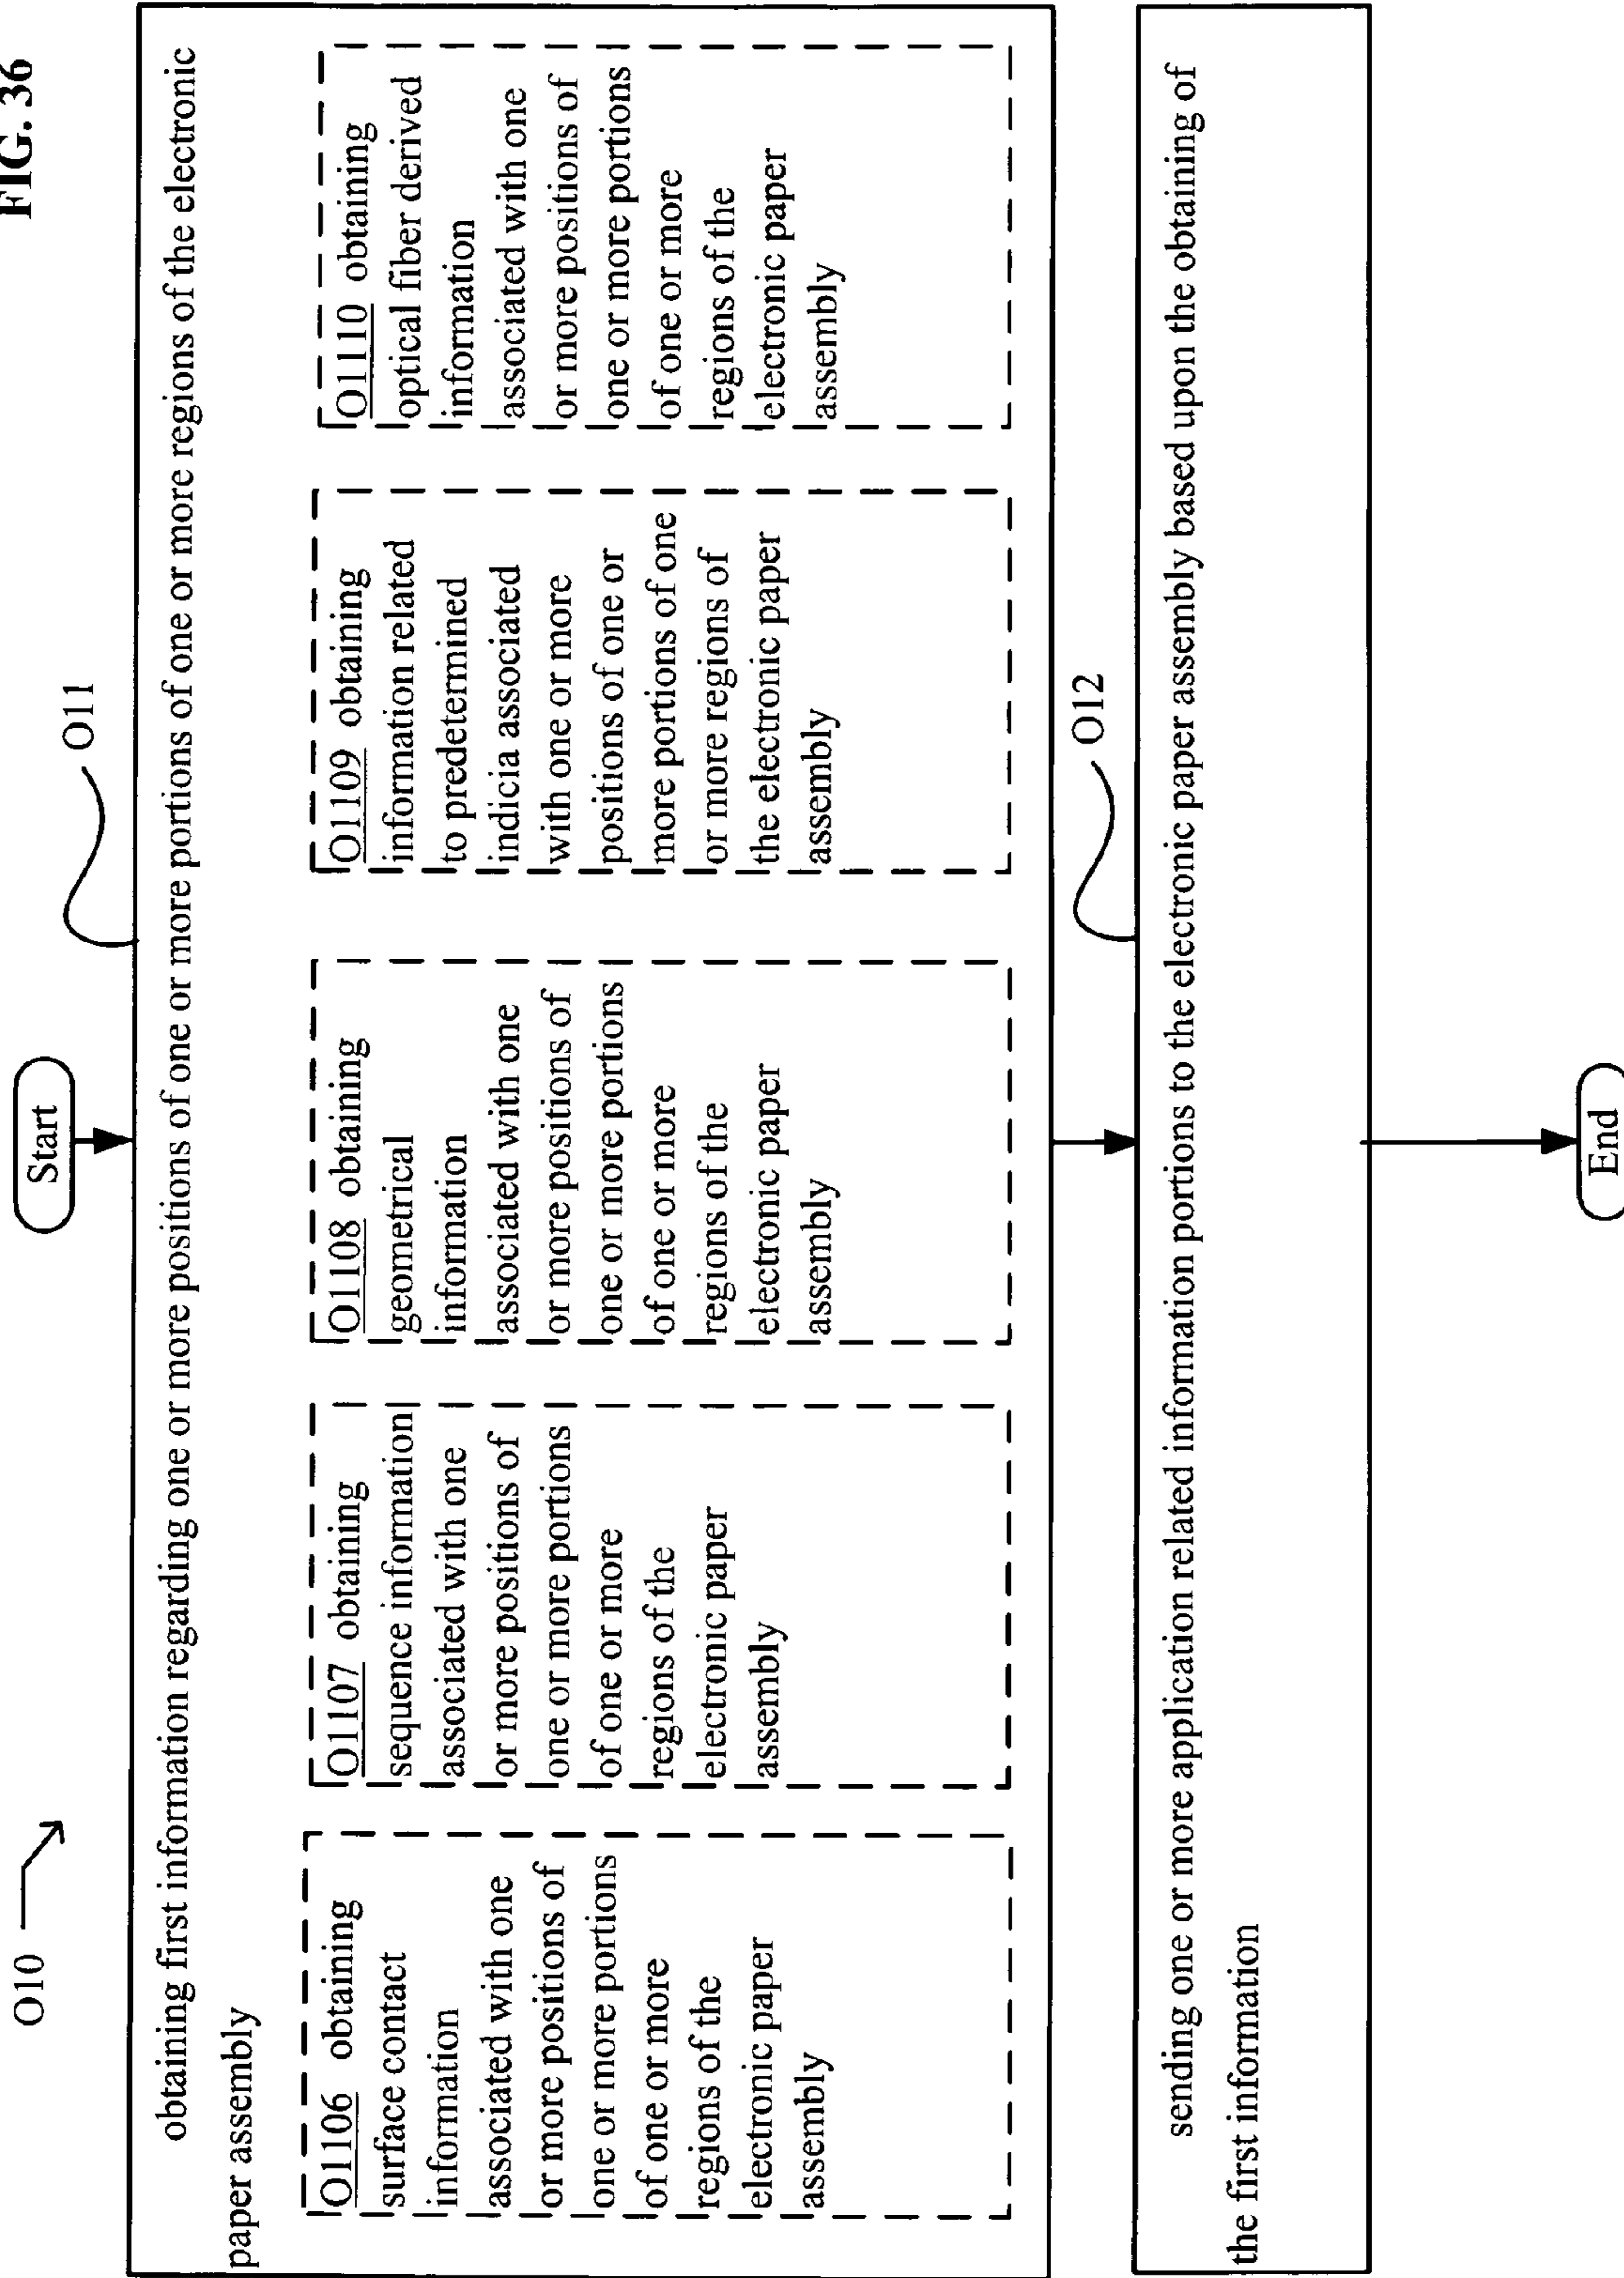 FIG. 36
O10
Start
O11
obtaining first information regarding one or more positions of one or more portions of one or more regions of the electronic
paper assembly
O1106 obtaining
surface contact
information
associated with one
or more positions of
one or more portions
of one or more
regions of the
electronic paper
assembly
O1107 obtaining
sequence information
associated with one
or more positions of
one or more portions
of one or more
regions of the
electronic paper
assembly
O1108 obtaining
geometrical
information
associated with one
or more positions of
one or more portions
of one or more
regions of the
electronic paper
assembly
O1109 obtaining
information related
to predetermined
indicia associated
with one or more
positions of one or
more portions of one
or more regions of
the electronic paper
assembly
O1110 obtaining
optical fiber derived
information
associated with one
or more positions of
one or more portions
of one or more
regions of the
electronic paper
assembly
O12
sending one or more application related information portions to the electronic paper assembly based upon the obtaining of
the first information
End